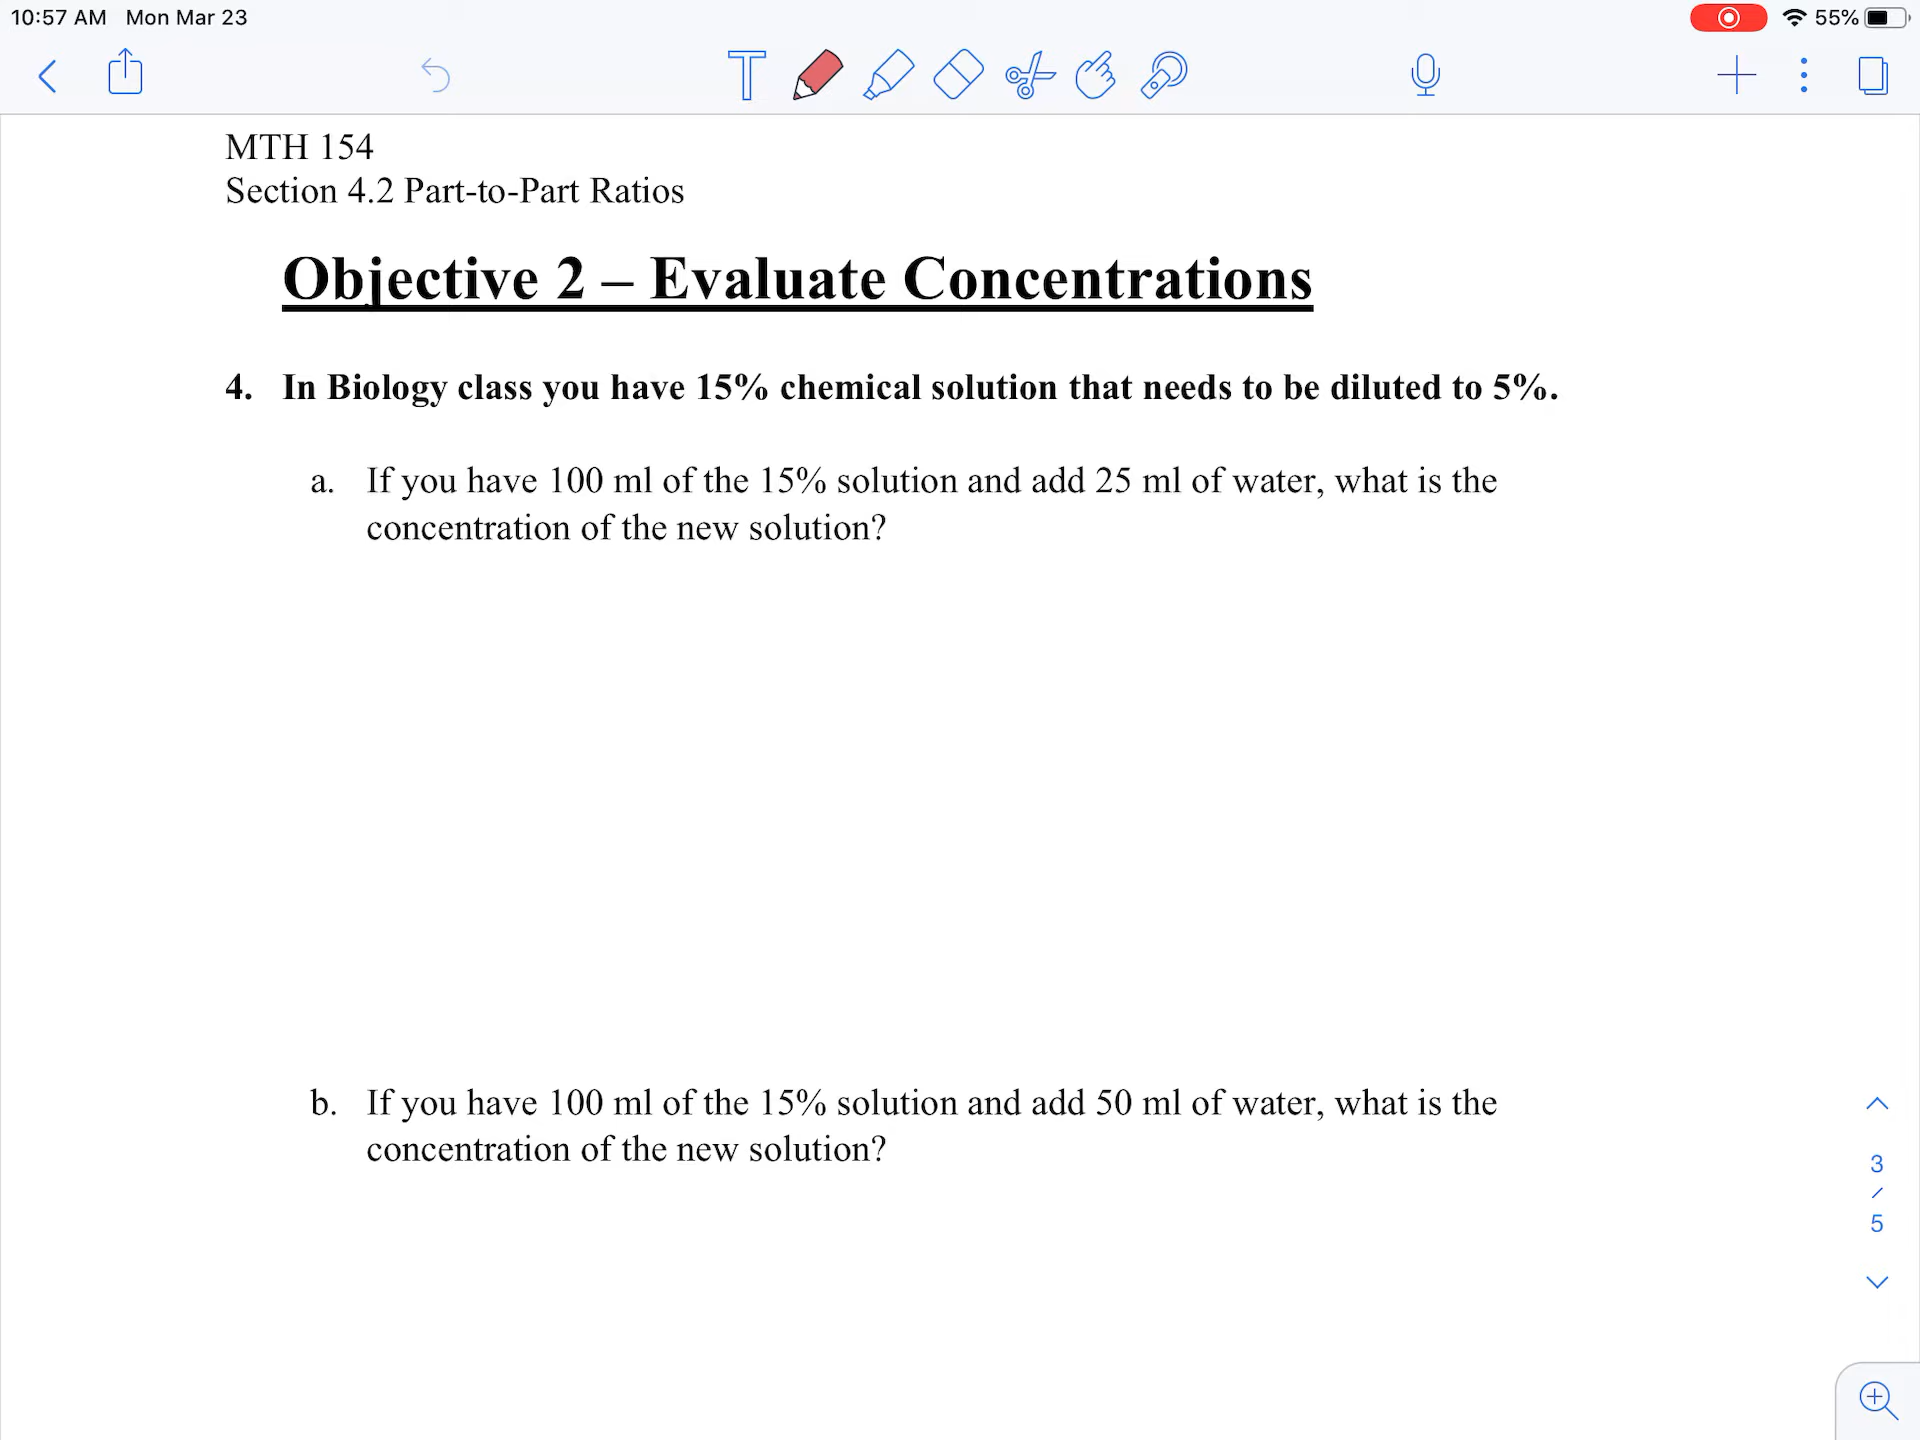 10:57 AM Mon Mar 23
55%
MTH 154
Section 4.2 Part-to-Part Ratios
Objective 2 – Evaluate Concentrations
4. In Biology class you have 15% chemical solution that needs to be diluted to 5%.
a. If you have 100 ml of the 15% solution and add 25 ml of water, what is the
concentration of the new solution?
b. If you have 100 ml of the 15% solution and add 50 ml of water, what is the
concentration of the new solution?
3
/
5